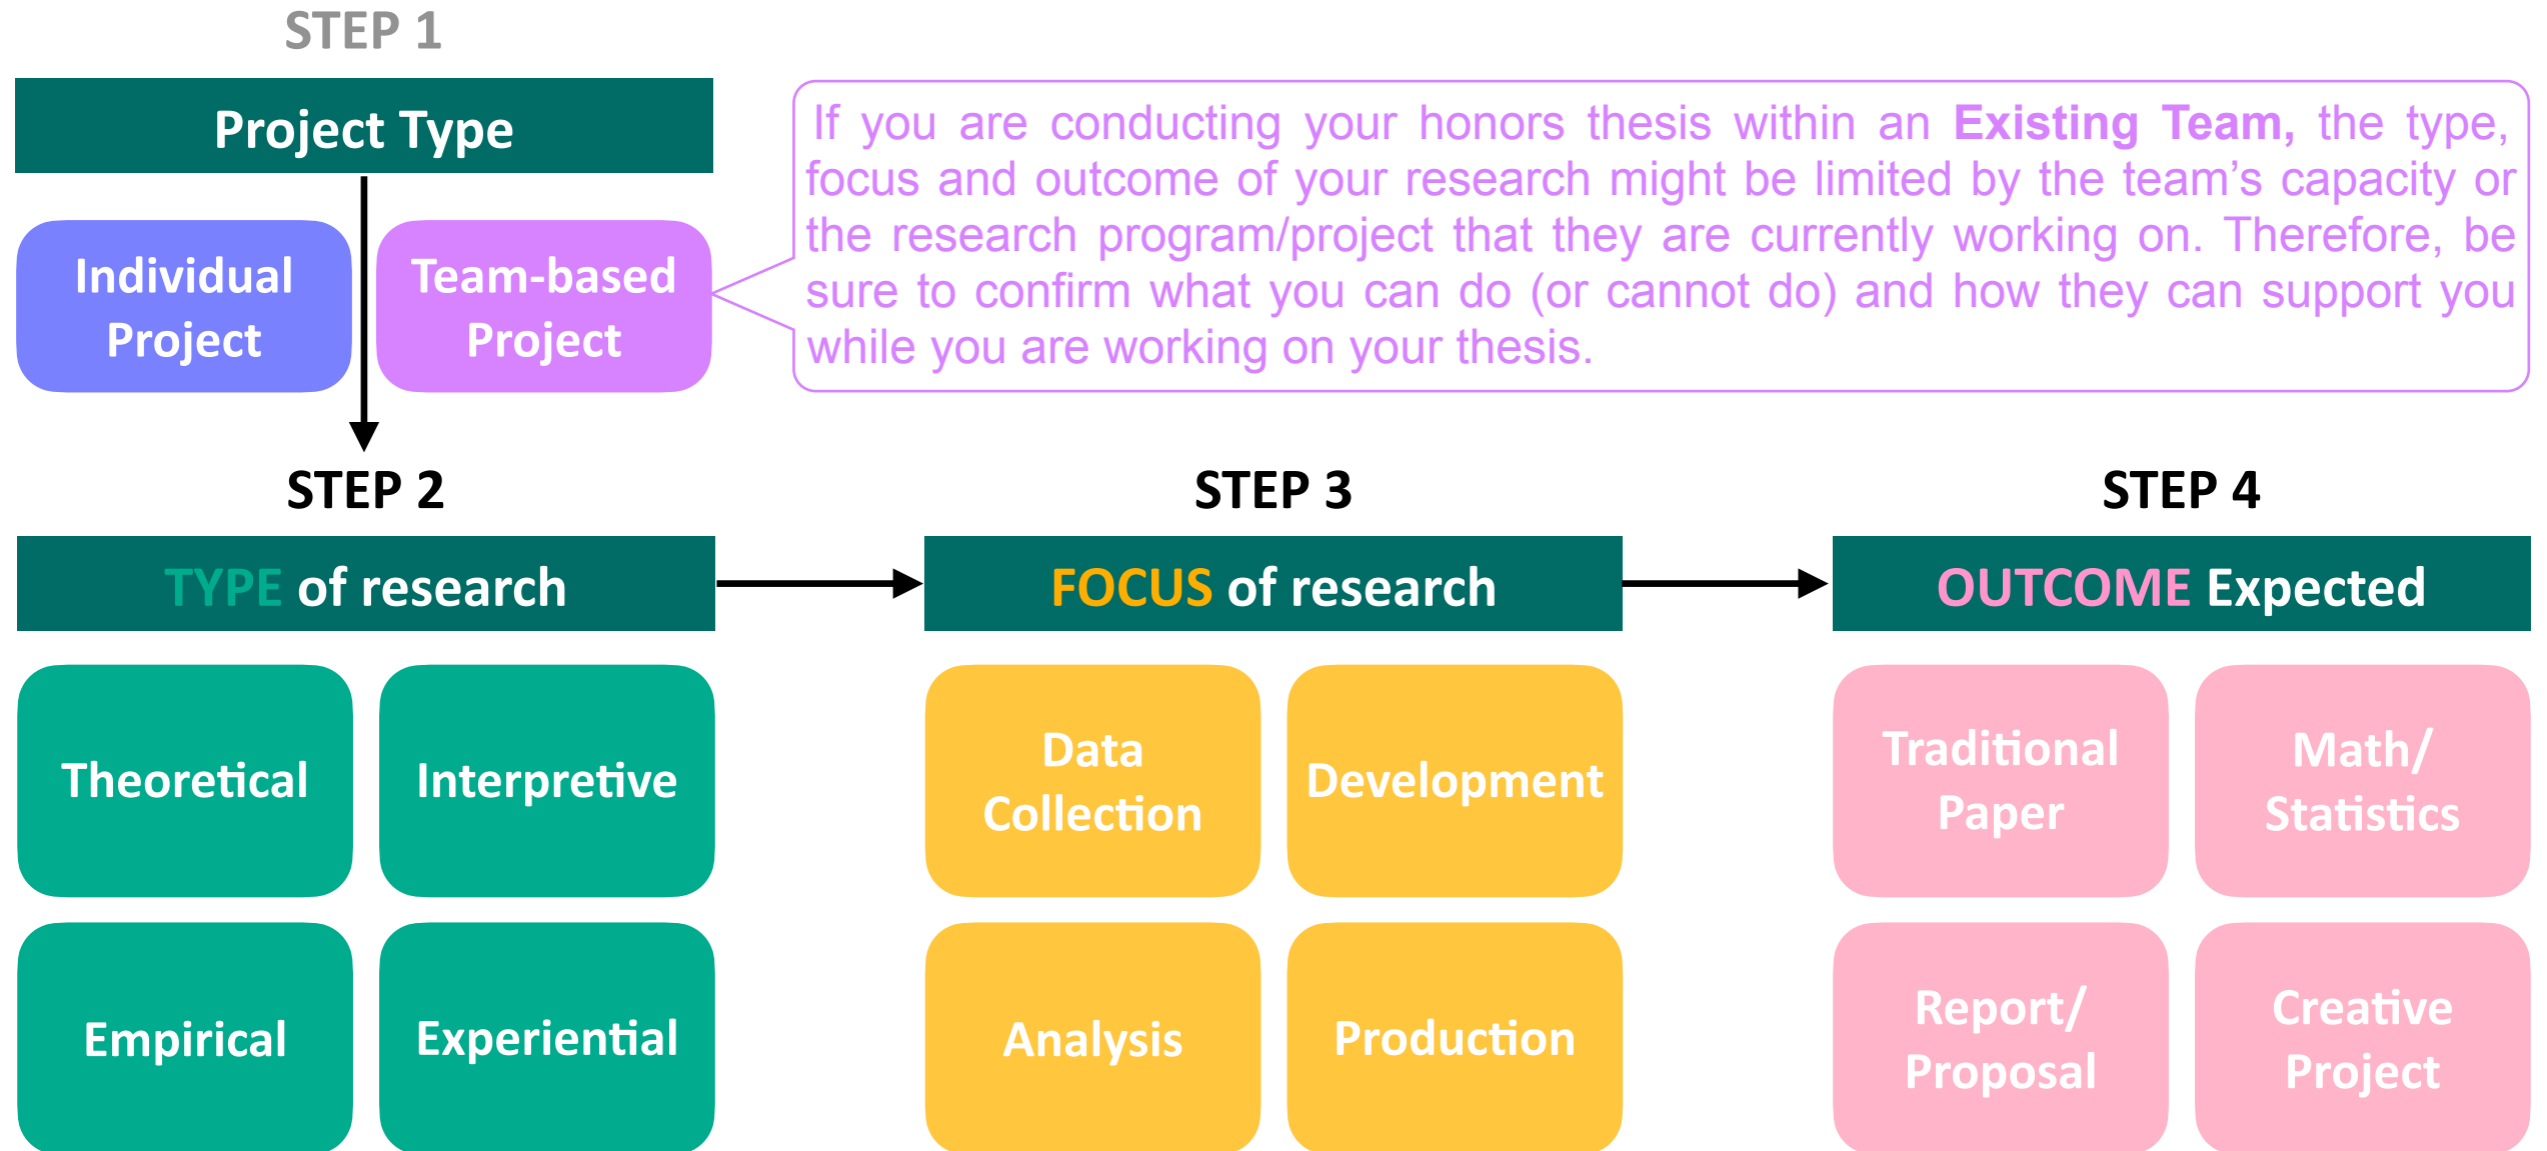 STEP 1
Project Type
Individual
Project
Team-based
Project
If you are conducting your honors thesis within an Existing Team, the type,
focus and outcome of your research might be limited by the team's capacity or
the research program/project that they are currently working on. Therefore, be
sure to confirm what you can do (or cannot do) and how they can support you
while you are working on your thesis.
STEP 2
TYPE of research
Theoretical
Interpretive
Empirical
Experiential
STEP 3
FOCUS of research
Data
Collection
Development
Analysis
Production
STEP 4
OUTCOME Expected
Traditional
Paper
Math/
Statistics
Report/
Proposal
Creative
Project